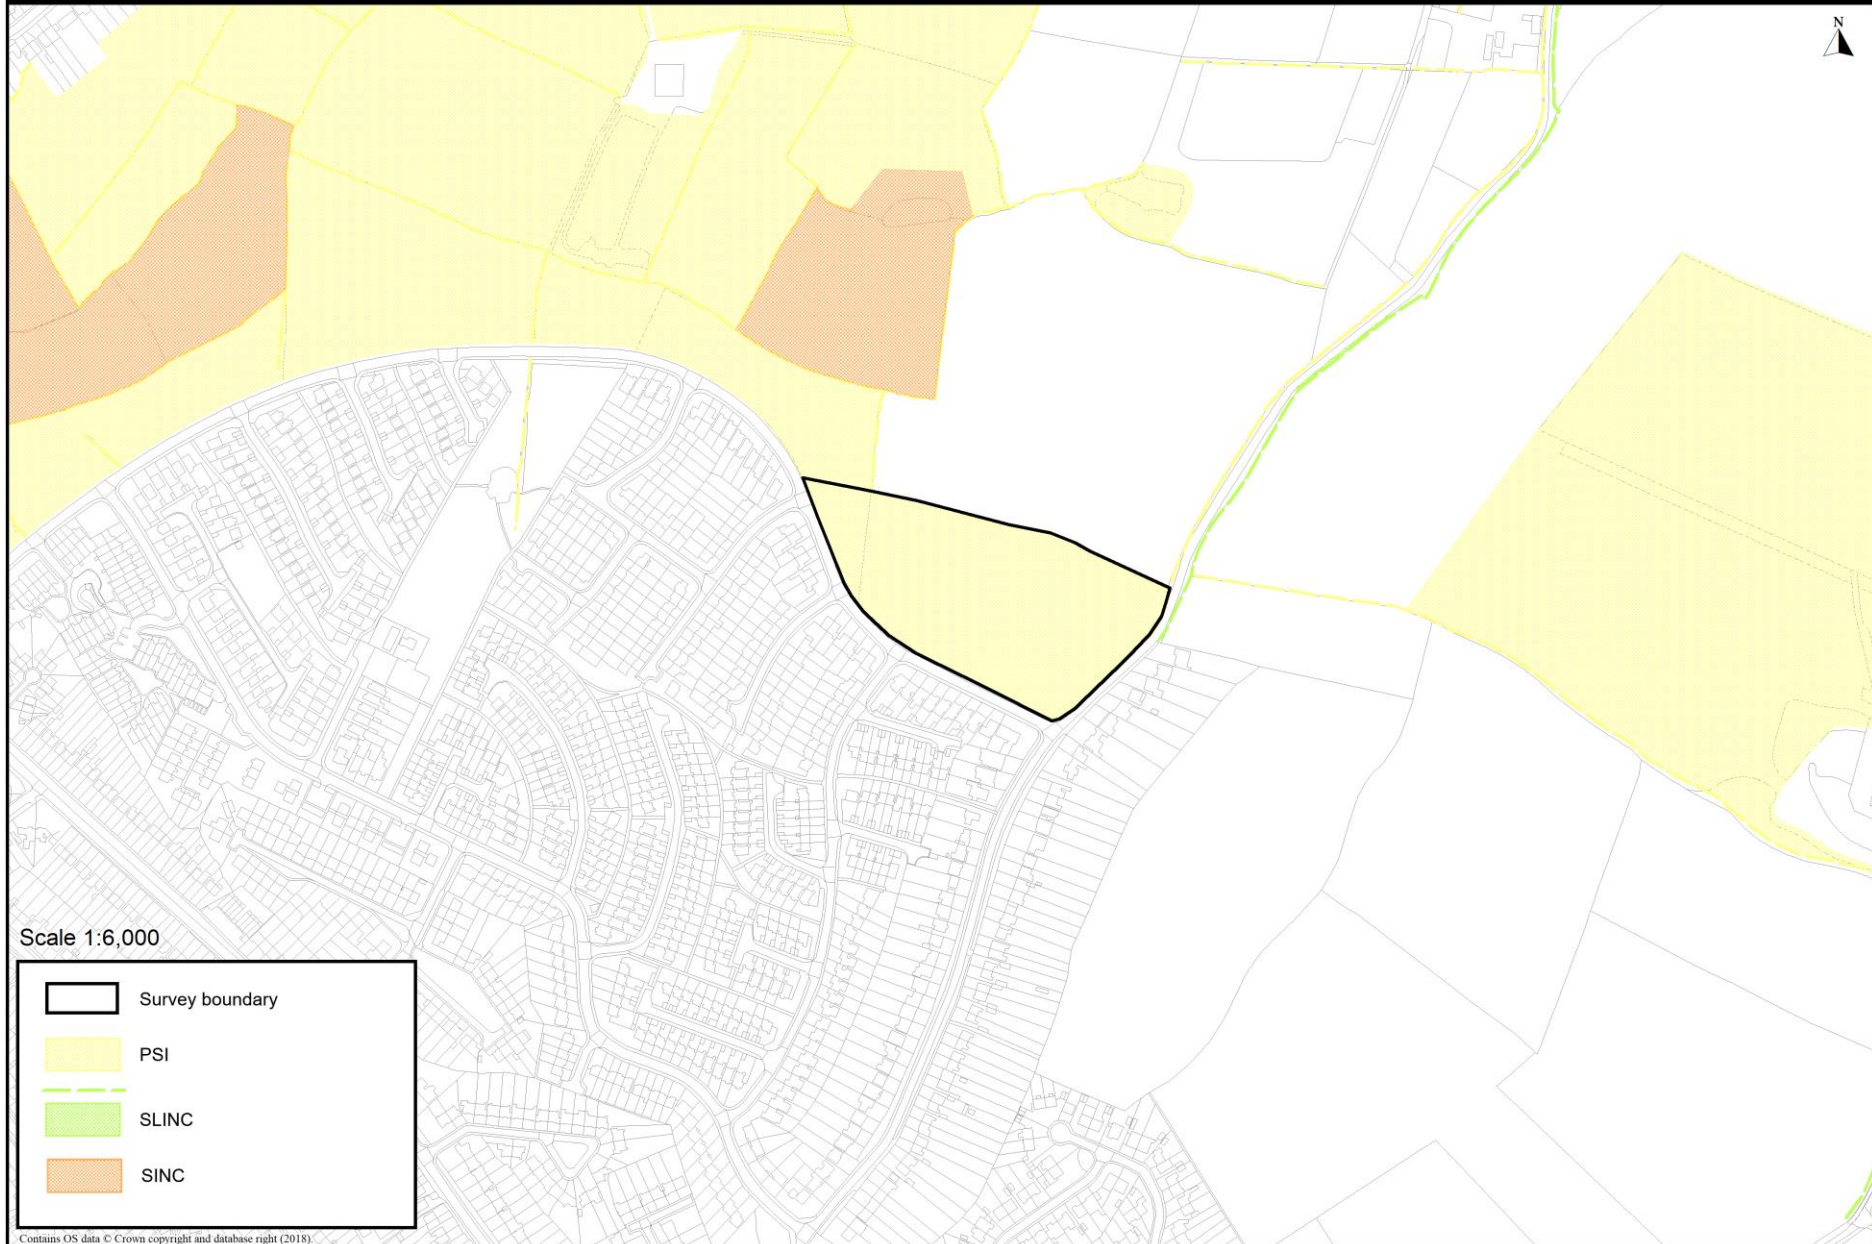 N
Scale 1:6,000
Survey boundary
PSI
SLINC
SINC
Contains OS data © Crown copyright and database right (2018)